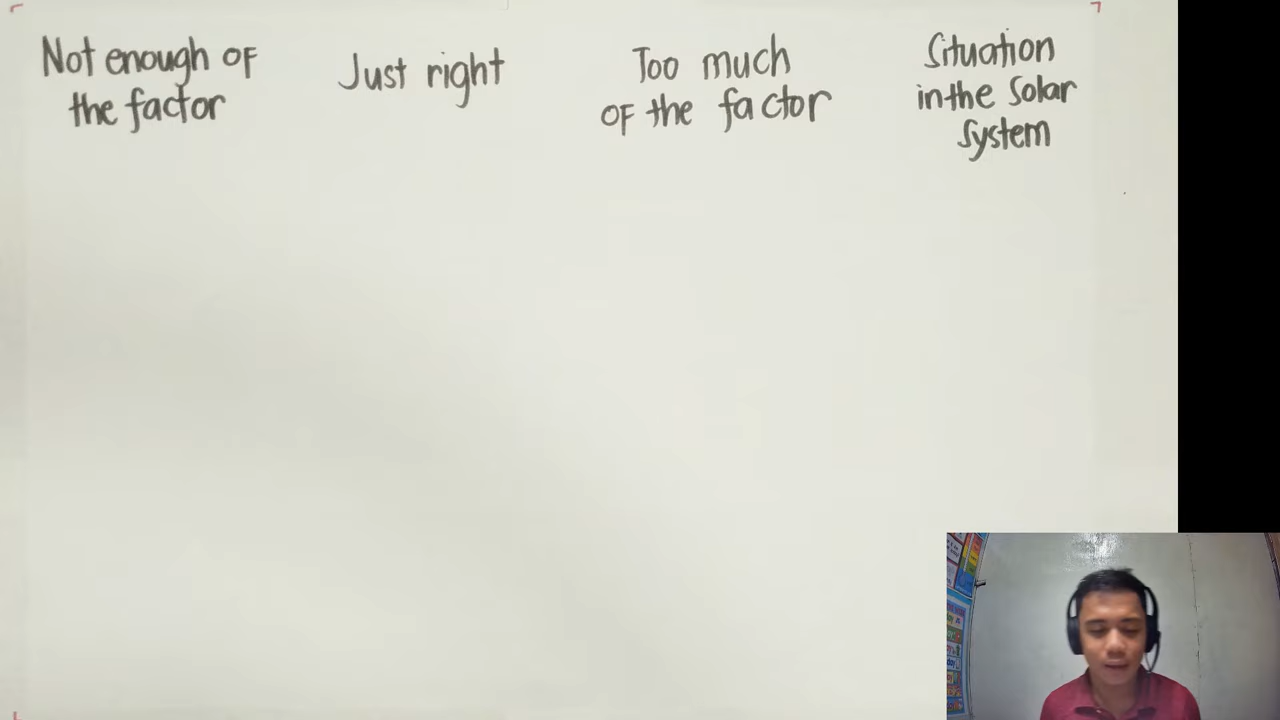 Not enough of
the factor
Just right
Too much
of the factor
Situation
in the Solar
System